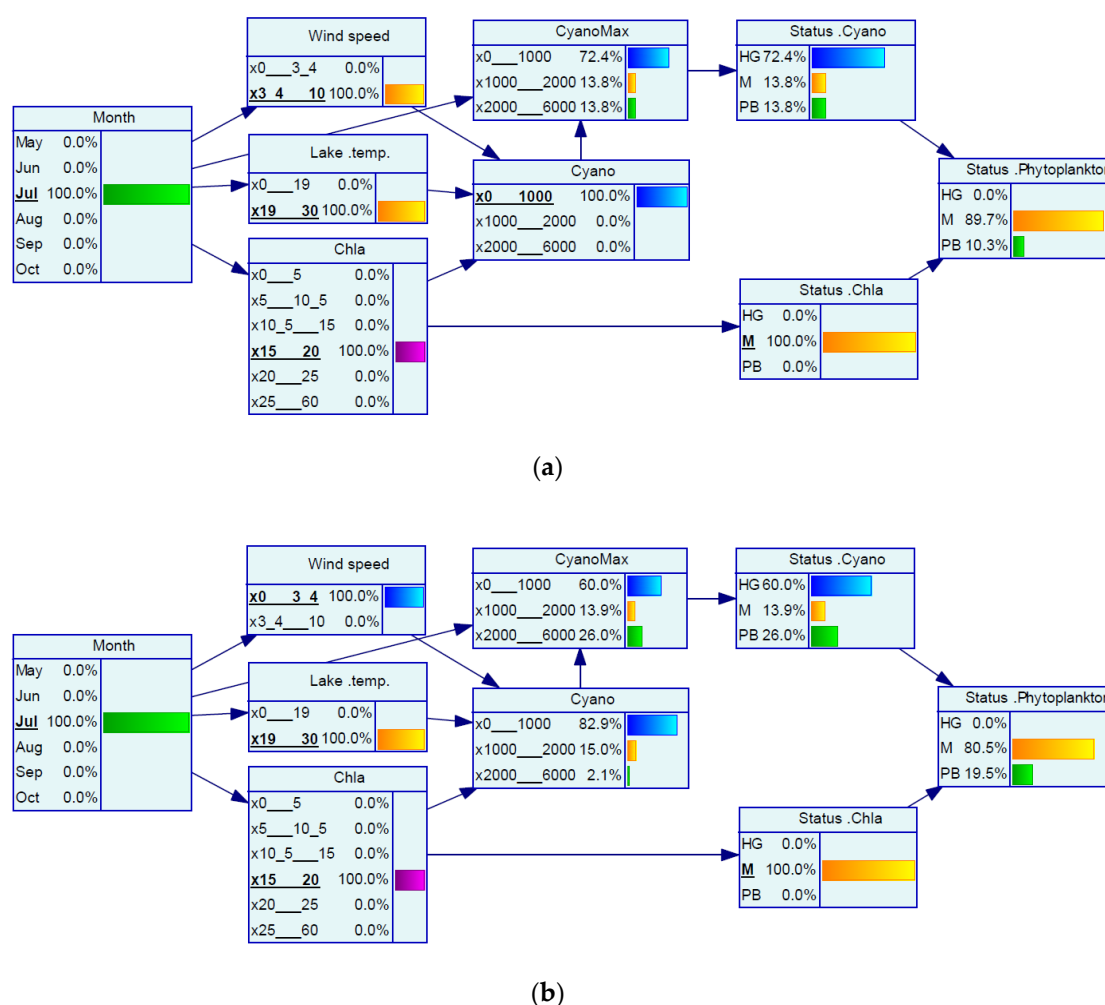 Month
May 0.0%
Jun 0.0%
Jul 100.0%
Aug 0.0%
Sep 0.0%
Oct 0.0%
Wind speed
x0___3_4 0.0%
x3_4___10 100.0%
Lake .temp.
x0___19 0.0%
x19___30 100.0%
Chla
x0___5 0.0%
x5___10_5 0.0%
x10_5___15 0.0%
x15___20 100.0%
x20___25 0.0%
x25___60 0.0%
CyanoMax
x0___1000 72.4%
x1000___2000 13.8%
x2000___6000 13.8%
Cyano
x0___1000 100.0%
x1000___2000 0.0%
x2000___6000 0.0%
Status .Cyano
HG 72.4%
M 13.8%
PB 13.8%
Status .Chla
HG 0.0%
M 100.0%
PB 0.0%
Status .Phytoplankton
HG 0.0%
M 89.7%
PB 10.3%
(a)
Month
May 0.0%
Jun 0.0%
Jul 100.0%
Aug 0.0%
Sep 0.0%
Oct 0.0%
Wind speed
x0___3_4 100.0%
x3_4___10 0.0%
Lake .temp.
x0___19 0.0%
x19___30 100.0%
Chla
x0___5 0.0%
x5___10_5 0.0%
x10_5___15 0.0%
x15___20 100.0%
x20___25 0.0%
x25___60 0.0%
CyanoMax
x0___1000 60.0%
x1000___2000 13.9%
x2000___6000 26.0%
Cyano
x0___1000 82.9%
x1000___2000 15.0%
x2000___6000 2.1%
Status .Cyano
HG 60.0%
M 13.9%
PB 26.0%
Status .Chla
HG 0.0%
M 100.0%
PB 0.0%
Status .Phytoplankton
HG 0.0%
M 80.5%
PB 19.5%
(b)